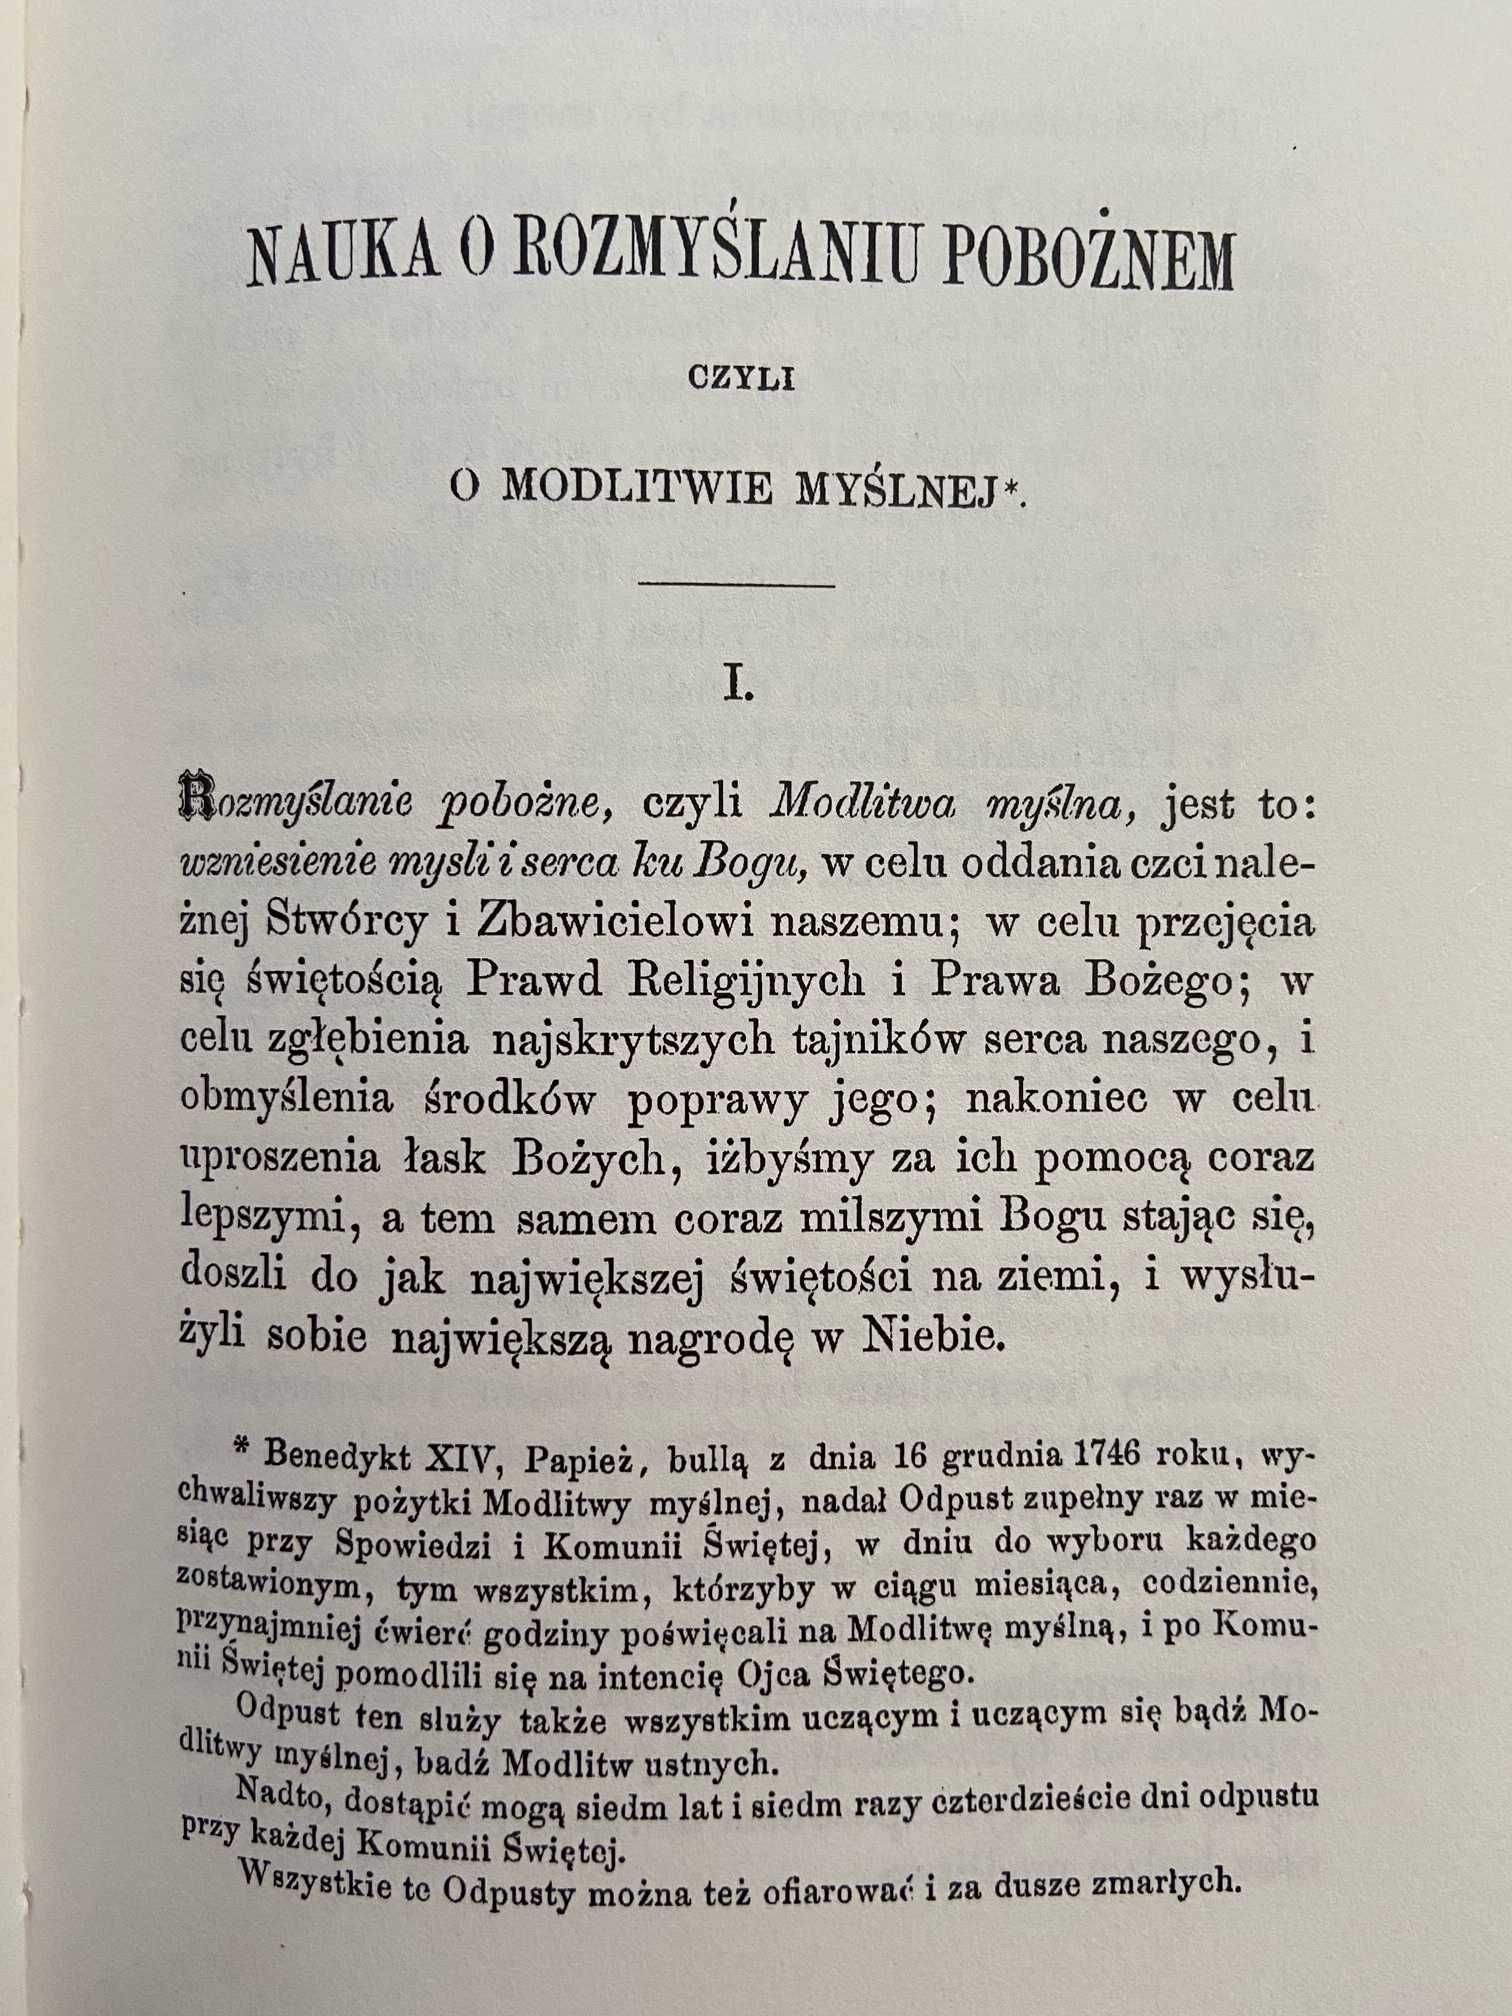 NAUKA O ROZMYŚLANIU POBOŻNEM
CZYLI
O MODLITWIE MYŚLNEJ*.
I.
Rozmyślanie pobożne, czyli Modlitwa myślna, jest to:
wzniesienie mysli i serca ku Bogu, w celu oddania czci nale-
żnej Stwórcy i Zbawicielowi naszemu; w celu przejęcia
się świętością Prawd Religijnych i Prawa Bożego; w
celu zgłębienia najskrytszych tajników serca naszego, i
obmyślenia środków poprawy jego; nakoniec w celu
uproszenia łask Bożych, iżbyśmy za ich pomocą coraz
lepszymi, a tem samem coraz milszymi Bogu stając się,
doszli do jak największej świętości na ziemi, i wysłu-
żyli sobie największą nagrodę w Niebie.
* Benedykt XIV, Papież, bullą z dnia 16 grudnia 1746 roku, wy-
chwaliwszy pożytki Modlitwy myślnej, nadał Odpust zupełny raz w mie-
siąc przy Spowiedzi i Komunii Świętej, w dniu do wyboru każdego
zostawionym, tym wszystkim, którzyby w ciągu miesiąca, codziennie,
przynajmniej ćwierć godziny poświęcali na Modlitwę myślną, i po Komu-
nii Świętej pomodlili się na intencię Ojca Świętego.
Odpust ten służy także wszystkim uczącym i uczącym się bądź Mo-
dlitwy myślnej, badź Modlitw ustnych.
Nadto, dostąpić mogą siedm lat i siedm razy czterdzieście dni odpustu
przy każdej Komunii Świętej.
Wszystkie te Odpusty można też ofiarować i za dusze zmarłych.